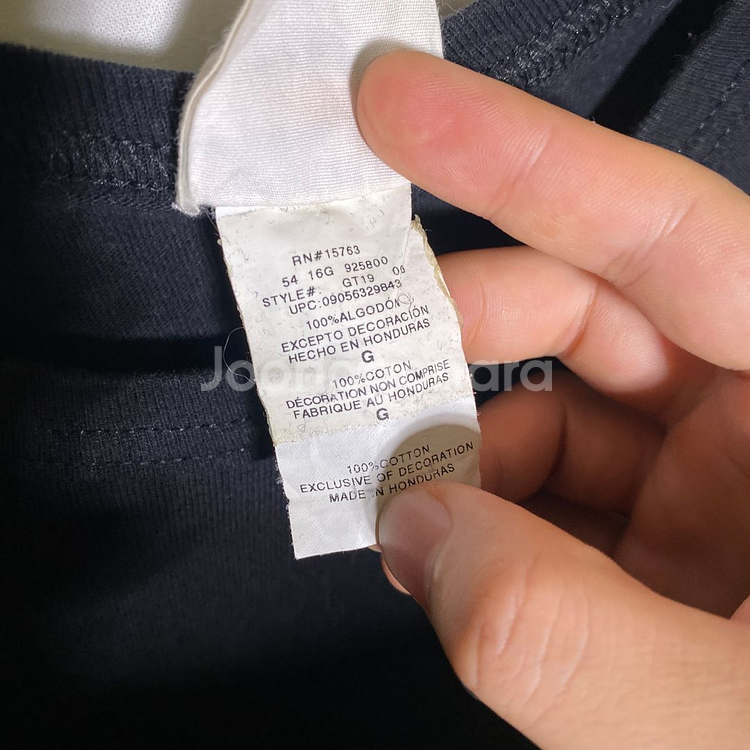 RN#15763
54 16G 925800
STYLE#: GT19 06
UPC:09056329843
100%ALGODÓN
EXCEPTO DECORACIÓN
HECHO EN HONDURAS
G
100%COTON
DÉCORATION NON COMPRISE
FABRIQUE AU HONDURAS
G
100%COTTON
EXCLUSIVE OF DECORATION
MADE IN HONDURAS